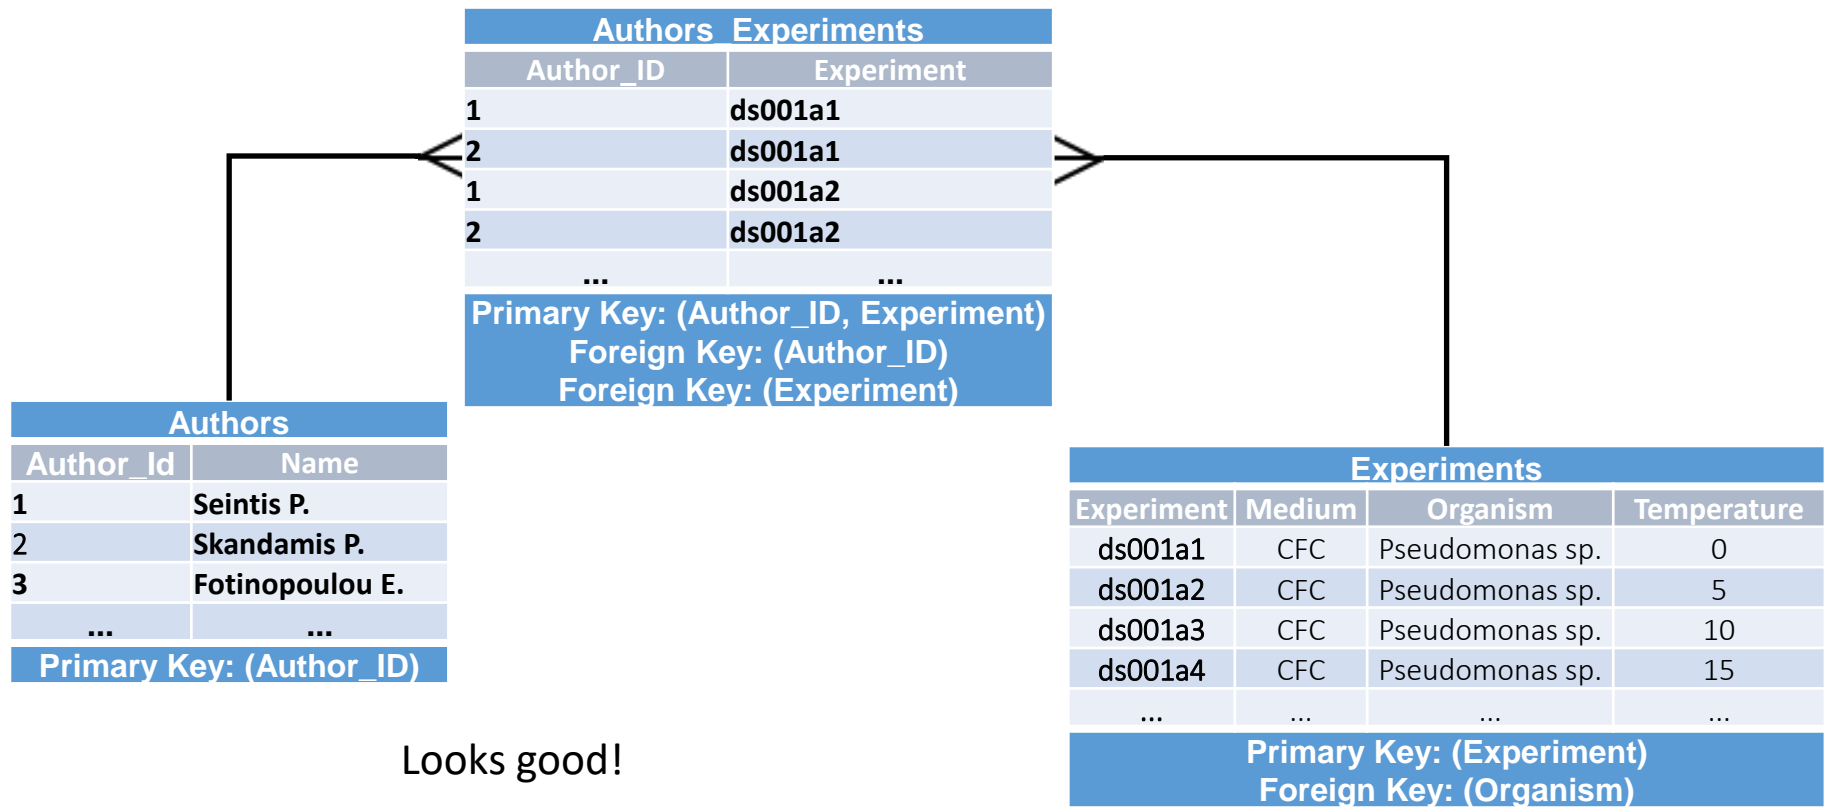 Authors_Experiments
Author_ID Experiment
1 ds001a1
2 ds001a1
1 ds001a2
2 ds001a2
... ...
Primary Key: (Author_ID, Experiment)
Foreign Key: (Author_ID)
Foreign Key: (Experiment)
Authors
Author_Id Name
1 Seintis P.
2 Skandamis P.
3 Fotinopoulou E.
... ...
Primary Key: (Author_ID)
Experiments
Experiment Medium Organism Temperature
ds001a1 CFC Pseudomonas sp. 0
ds001a2 CFC Pseudomonas sp. 5
ds001a3 CFC Pseudomonas sp. 10
ds001a4 CFC Pseudomonas sp. 15
... ... ... ...
Primary Key: (Experiment)
Foreign Key: (Organism)
Looks good!